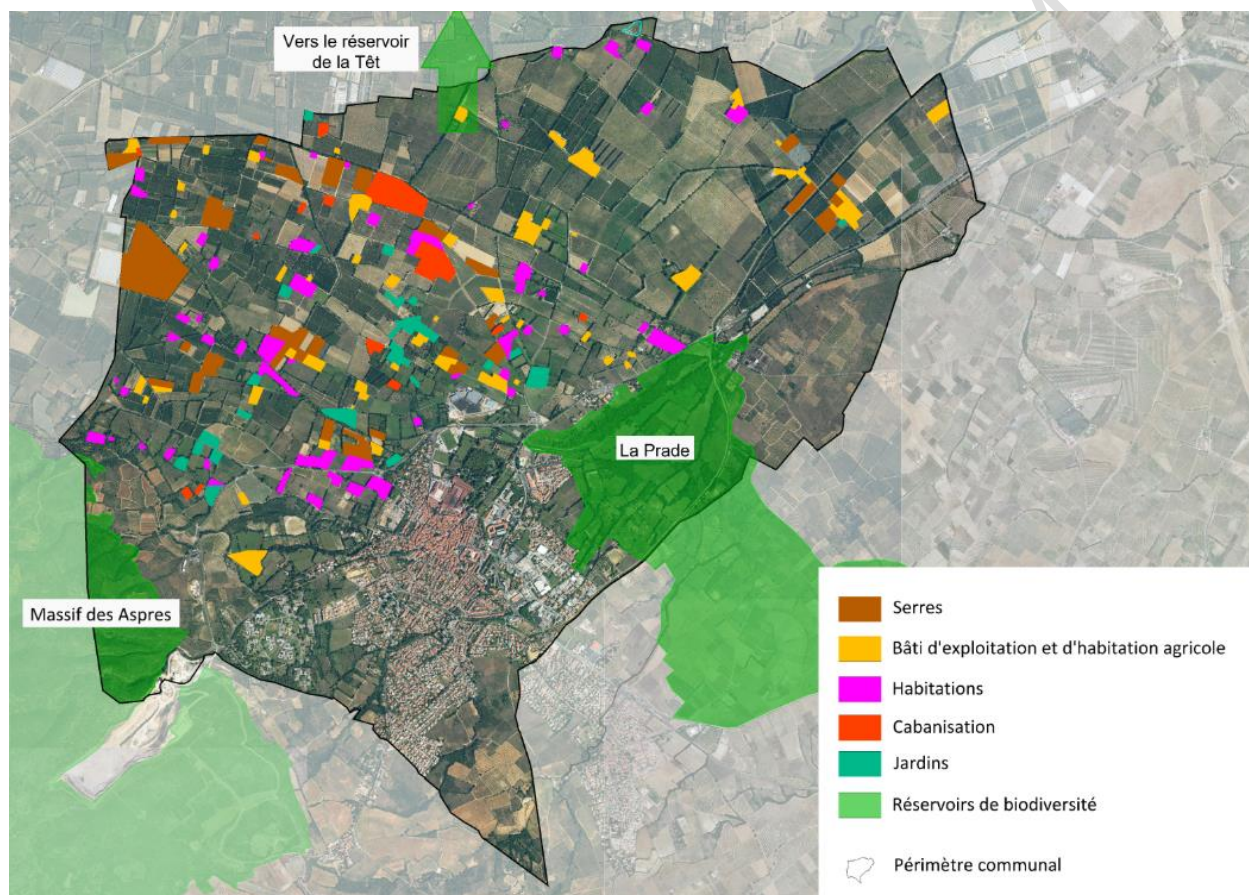 Vers le réservoir
de la Têt
La Prade
Massif des Aspres
Serres
Bâti d'exploitation et d'habitation agricole
Habitations
Cabanisation
Jardins
Réservoirs de biodiversité
Périmètre communal